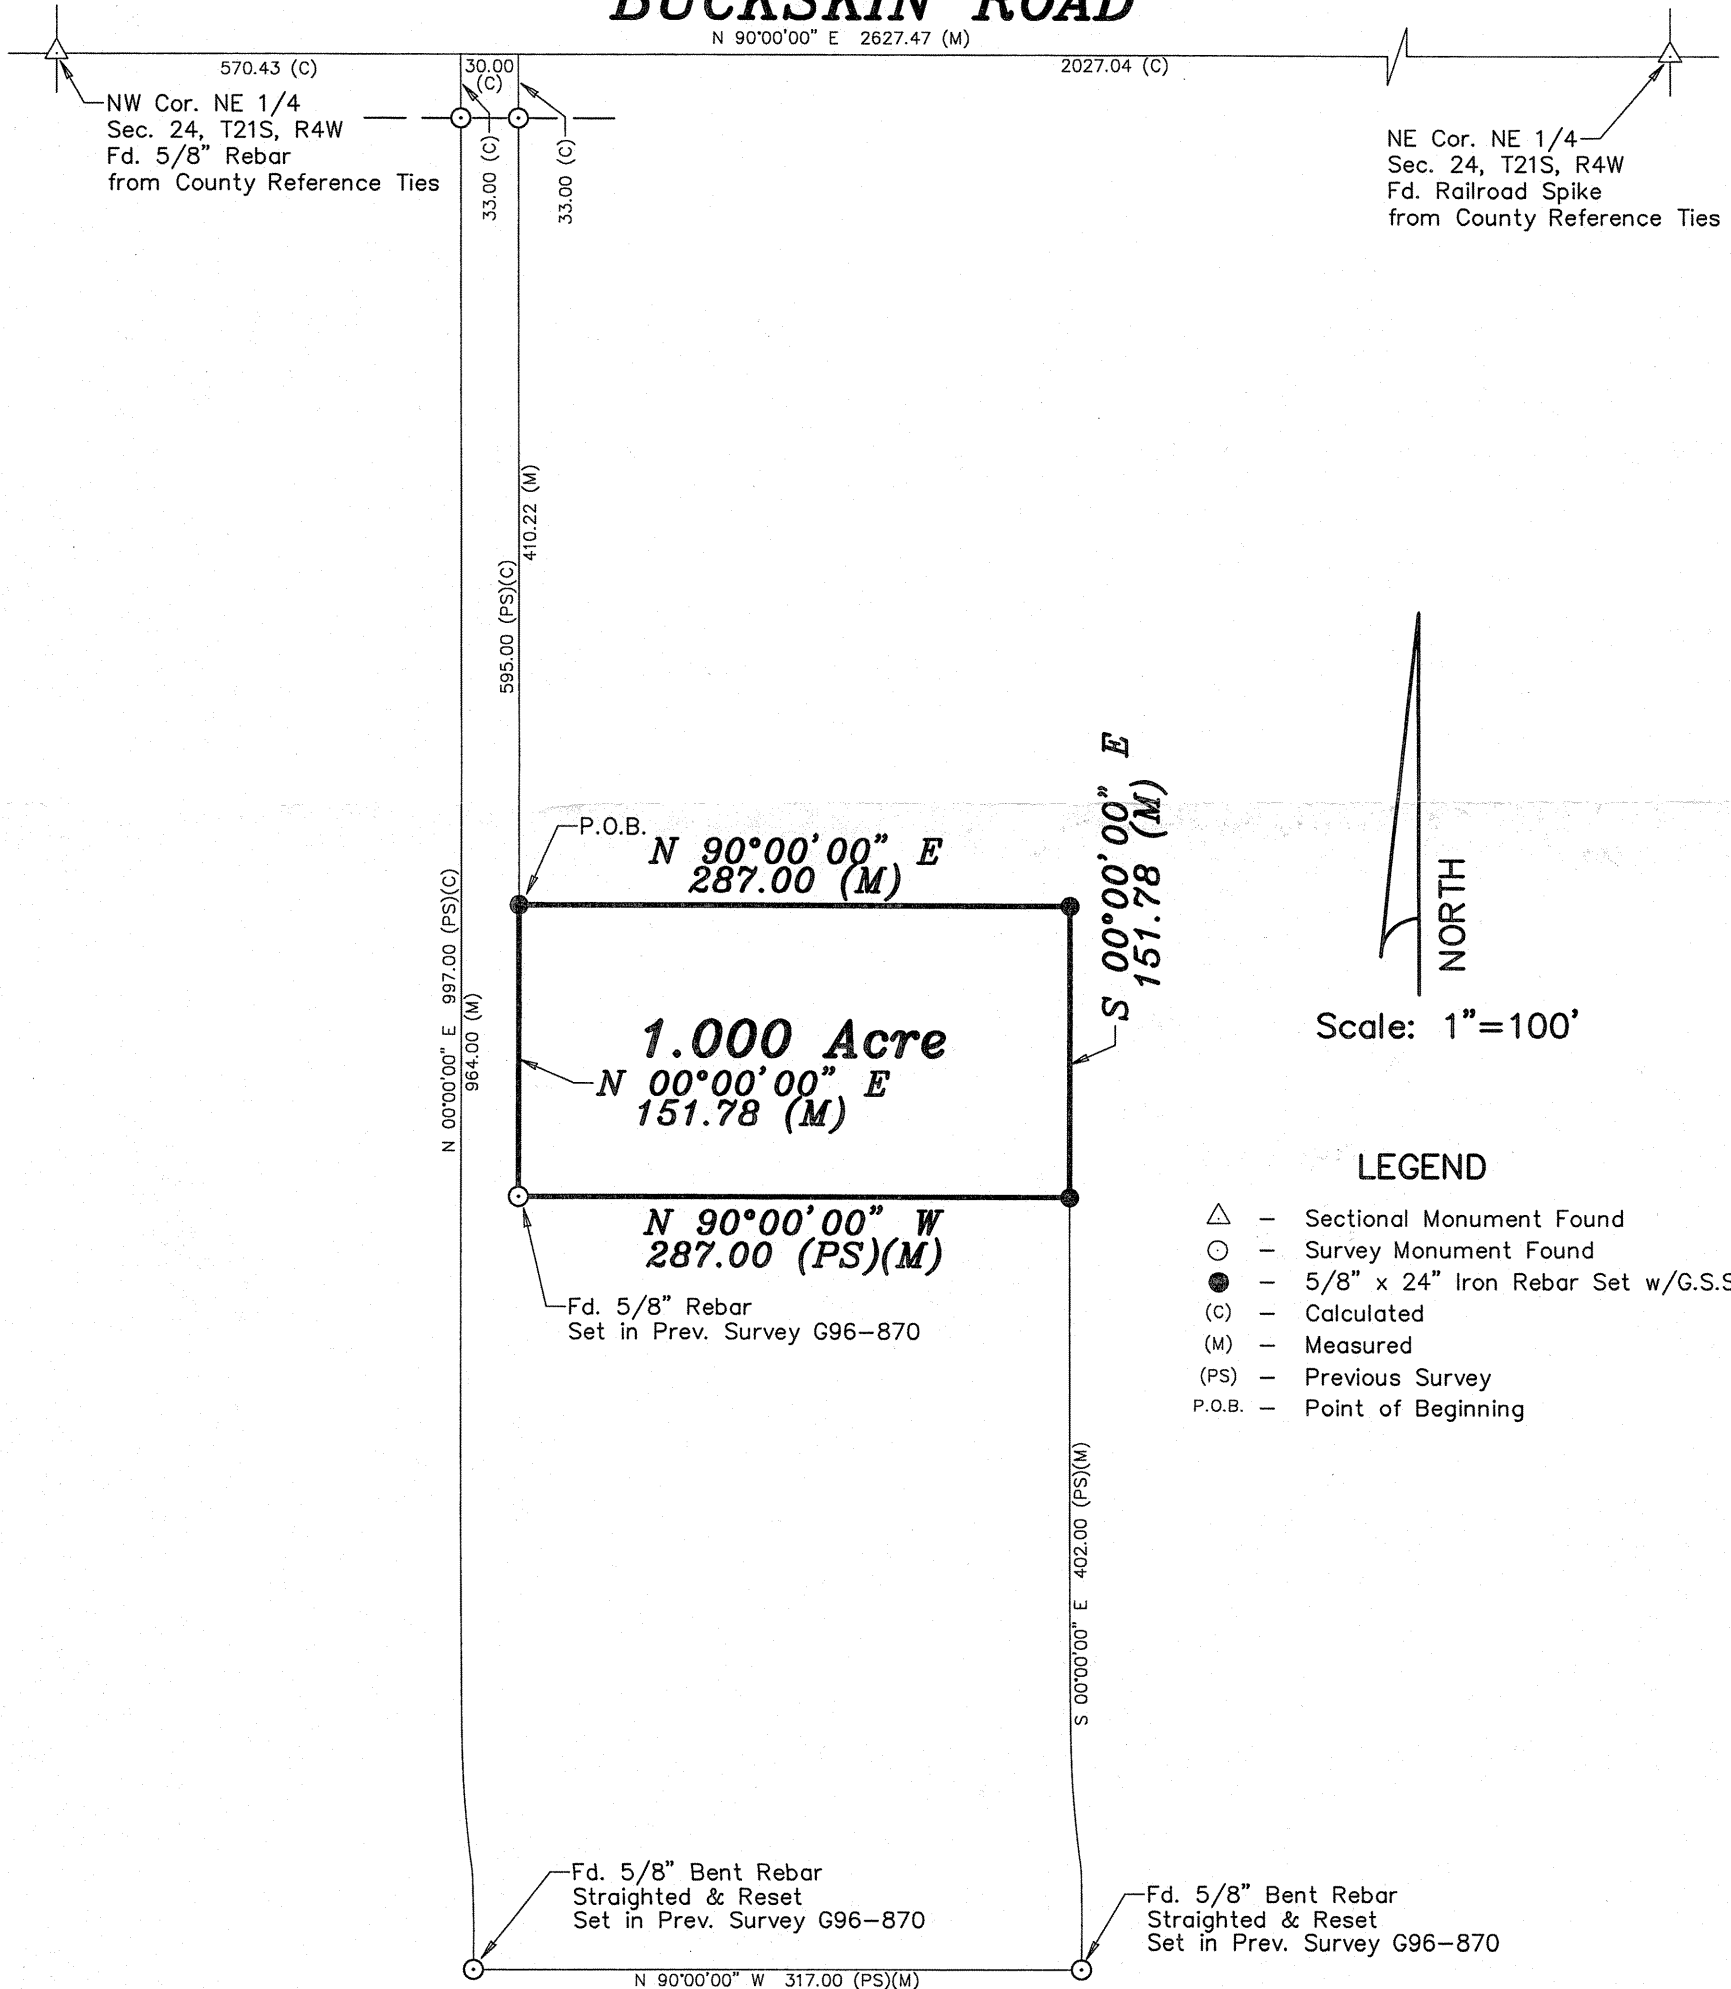 BUCKSKIN ROAD
N 90°00'00" E 2627.47 (M)
570.43 (C)
30.00
(C)
2027.04 (C)
NW Cor. NE 1/4
Sec. 24, T21S, R4W
Fd. 5/8" Rebar
from County Reference Ties
33.00 (C)
33.00 (C)
NE Cor. NE 1/4
Sec. 24, T21S, R4W
Fd. Railroad Spike
from County Reference Ties
410.22 (M)
595.00 (PS)(C)
P.O.B.
N 90°00'00" E
287.00 (M)
S 00°00'00" E
151.78 (M)
N 00°00'00" E 997.00 (PS)(C)
964.00 (M)
1.000 Acre
N 00°00'00" E
151.78 (M)
NORTH
Scale: 1"=100'
N 90°00'00" W
287.00 (PS)(M)
Fd. 5/8" Rebar
Set in Prev. Survey G96-870
LEGEND
— Sectional Monument Found
— Survey Monument Found
— 5/8" x 24" Iron Rebar Set w/G.S.S
(C) — Calculated
(M) — Measured
(PS) — Previous Survey
P.O.B. — Point of Beginning
S 00°00'00" E 402.00 (PS)(M)
Fd. 5/8" Bent Rebar
Straighted & Reset
Set in Prev. Survey G96-870
Fd. 5/8" Bent Rebar
Straighted & Reset
Set in Prev. Survey G96-870
N 90°00'00" W 317.00 (PS)(M)